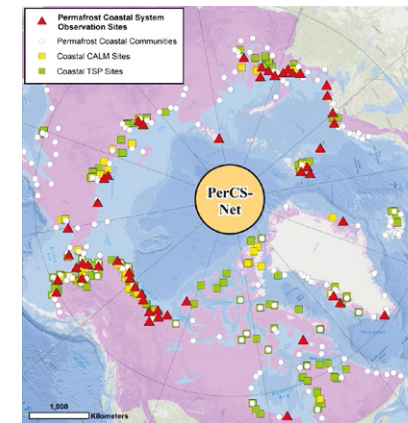 Permafrost Coastal System
Observation Sites
Permafrost Coastal Communities
Coastal CALM Sites
Coastal TSP Sites
PerCS-
Net
1,000
Kilometers